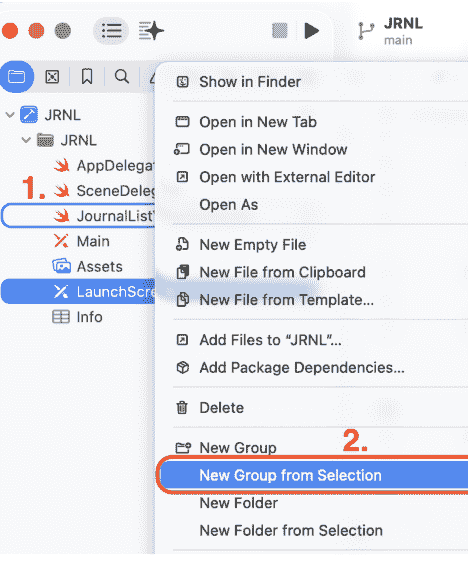 JRNL
main
JRNL
JRNL
AppDelegat
1.
SceneDeleg
JournalList
Main
Assets
LaunchScre
Info
Show in Finder
Open in New Tab
Open in New Window
Open with External Editor
Open As
New Empty File
New File from Clipboard
New File from Template...
Add Files to “JRNL”...
Add Package Dependencies...
Delete
New Group
2.
New Group from Selection
New Folder
New Folder from Selection